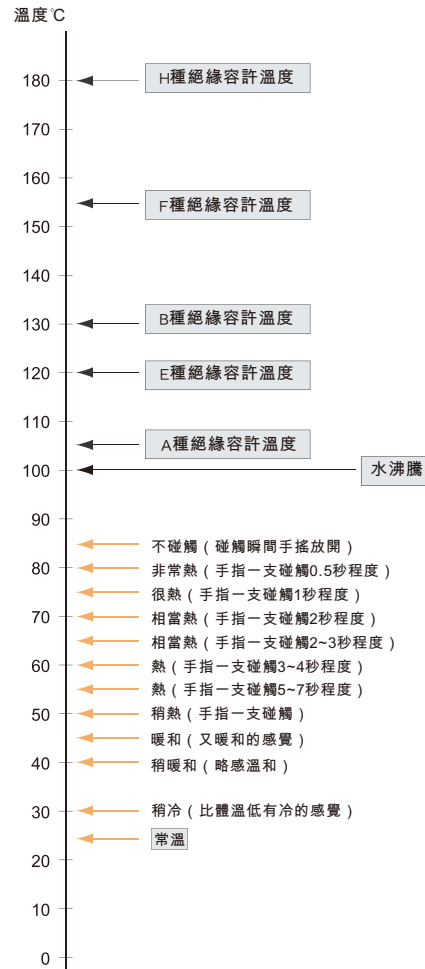 溫度℃
180 H種絕緣容許溫度
170
160
F種絕緣容許溫度
150
140
130 B種絕緣容許溫度
120 E種絕緣容許溫度
110
A種絕緣容許溫度
100 水沸騰
90
不碰觸(碰觸瞬間手搖放開)
80 非常熱(手指一支碰觸0.5秒程度)
很熱(手指一支碰觸1秒程度)
70 相當熱(手指一支碰觸2秒程度)
相當熱(手指一支碰觸2~3秒程度)
60 熱(手指一支碰觸3~4秒程度)
熱(手指一支碰觸5~7秒程度)
50 稍熱(手指一支碰觸)
暖和(又暖和的感覺)
40 稍暖和(略感溫和)
30 稍冷(比體溫低有冷的感覺)
常溫
20
10
0